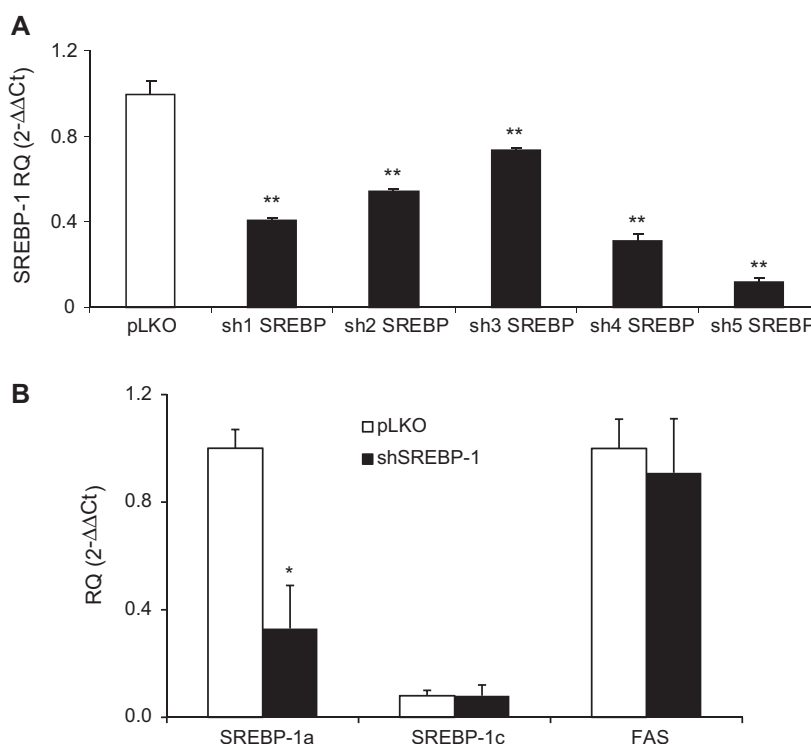 A
SREBP-1 RQ (2-ΔΔCt)
1.2
0.8
0.4
0
**
**
**
**
**
pLKO
sh1 SREBP
sh2 SREBP
sh3 SREBP
sh4 SREBP
sh5 SREBP
B
RQ (2-ΔΔCt)
1.2
0.8
0.4
0.0
pLKO
shSREBP-1
*
SREBP-1a
SREBP-1c
FAS